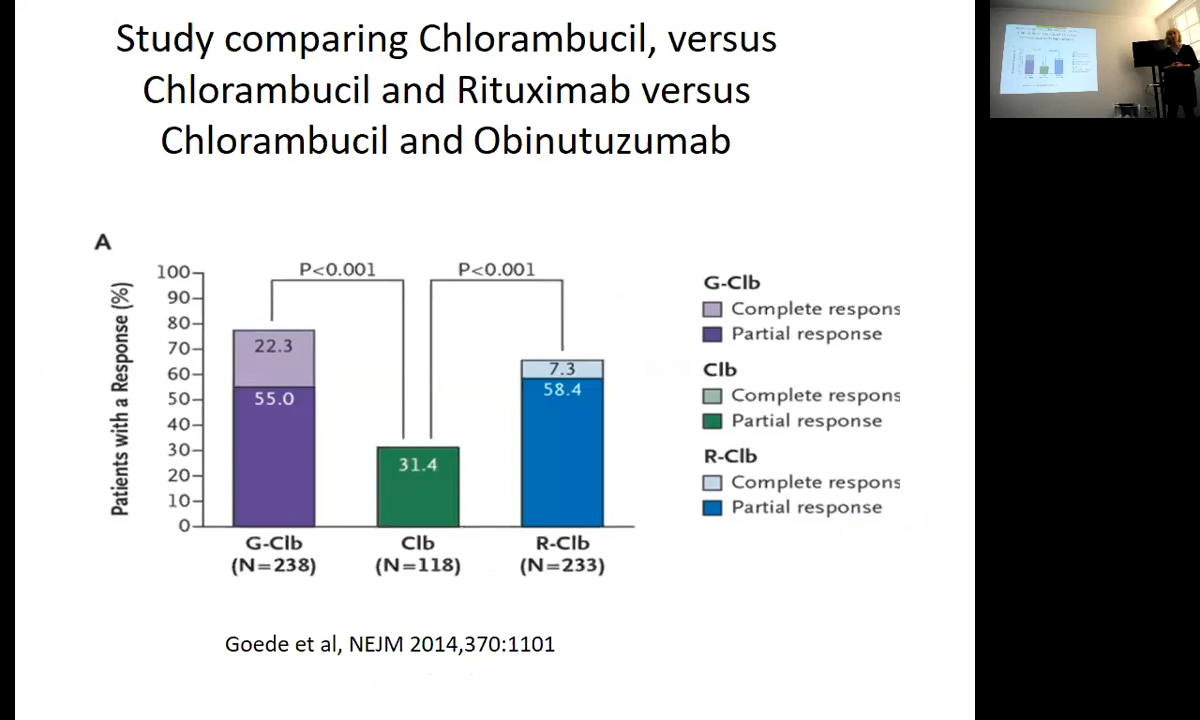 Study comparing Chlorambucil, versus
Chlorambucil and Rituximab versus
Chlorambucil and Obinutuzumab
A
P<0.001
P<0.001
Patients with a Response (%)
100
90
80
70
60
50
40
30
20
10
0
22.3
55.0
31.4
7.3
58.4
G-Clb
(N=238)
Clb
(N=118)
R-Clb
(N=233)
G-Clb
Complete respons
Partial response
Clb
Complete respons
Partial response
R-Clb
Complete respons
Partial response
Goede et al, NEJM 2014,370:1101